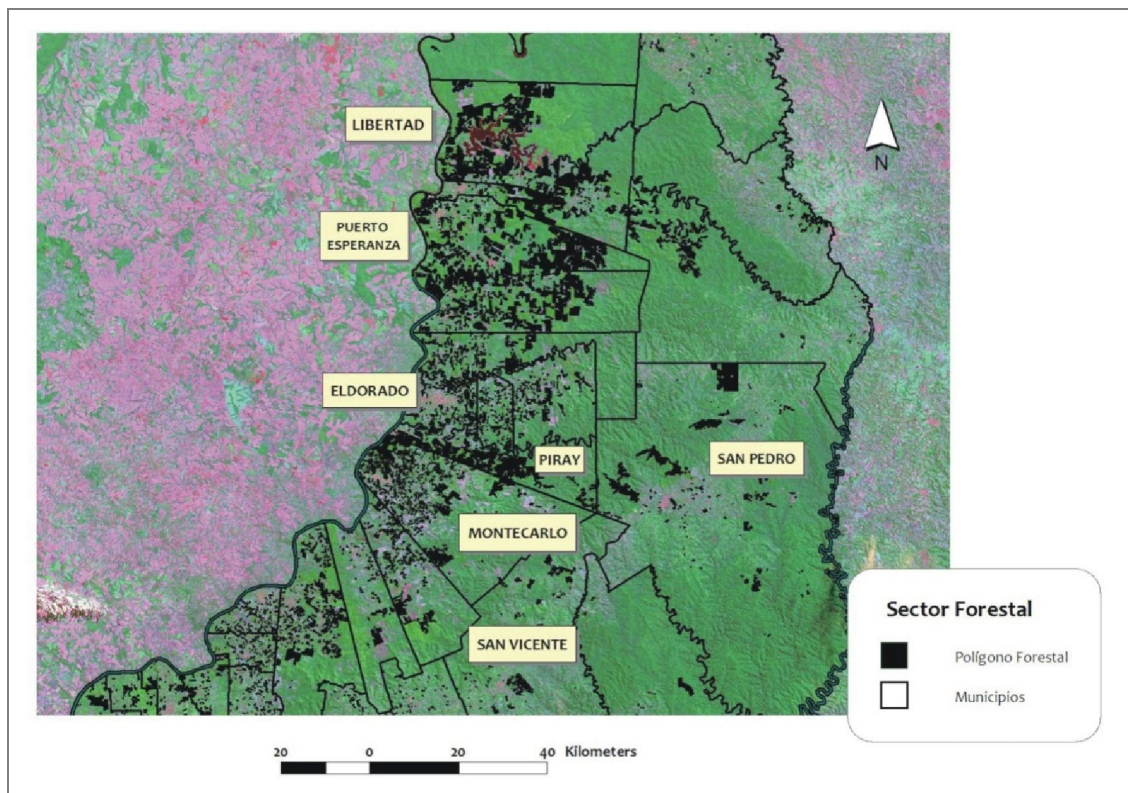 LIBERTAD
PUERTO
ESPERANZA
ELDORADO
PIRAY
SAN PEDRO
MONTECARLO
SAN VICENTE
N
Sector Forestal
Polígono Forestal
Municípios
20 0 20 40 Kilometers